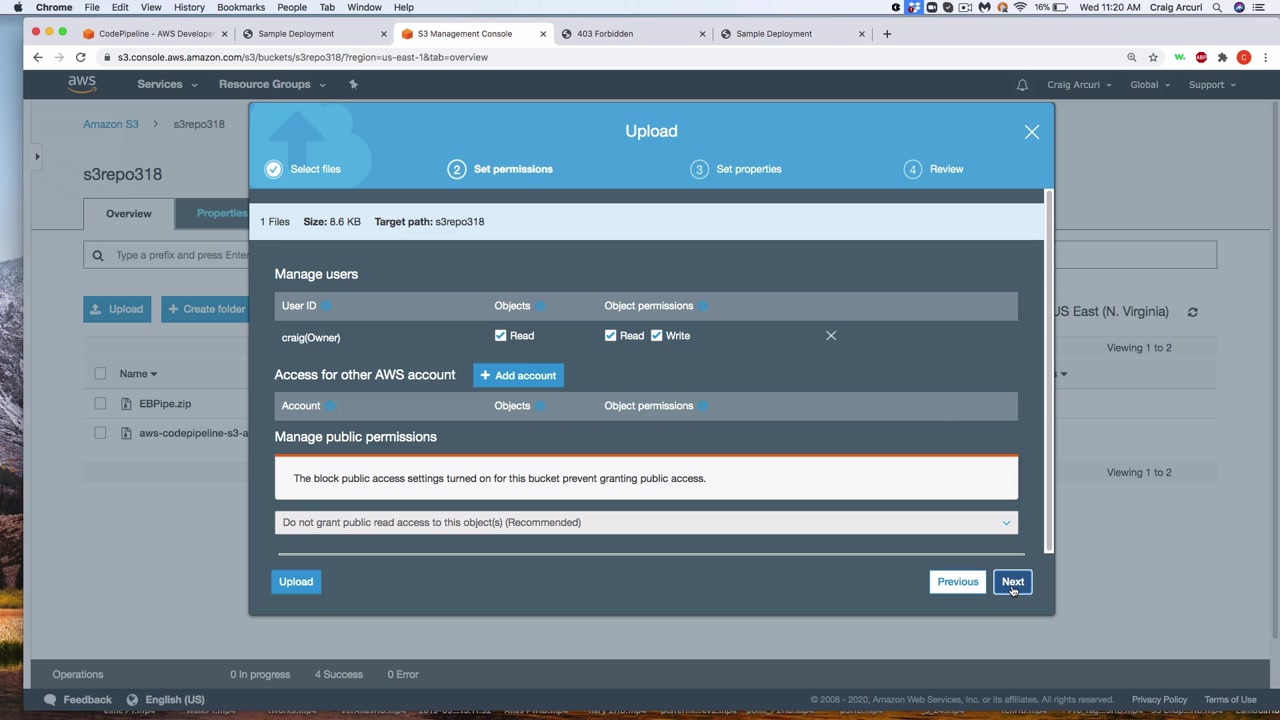 Chrome File Edit View History Bookmarks People Tab Window Help 16% Wed 11:20 AM Craig Arcuri
CodePipeline - AWS Develope Sample Deployment S3 Management Console 403 Forbidden Sample Deployment
s3.console.aws.amazon.com/s3/buckets/s3repo318/?region=us-east-1&tab=overview
aws Services Resource Groups Craig Arcuri Global Support
Amazon S3 > s3repo318
Upload
Select files 2 Set permissions 3 Set properties 4 Review
s3repo318
Overview Properties
1 Files Size: 8.6 KB Target path: s3repo318
Type a prefix and press Enter
Manage users
User ID Objects Object permissions
Upload + Create folder US East (N. Virginia)
craig(Owner) Read Read Write
Viewing 1 to 2
Name
Access for other AWS account + Add account
EBPipe.zip
Account Objects Object permissions
aws-codepipeline-s3-a
Manage public permissions
Viewing 1 to 2
The block public access settings turned on for this bucket prevent granting public access.
Do not grant public read access to this object(s) (Recommended)
Upload Previous Next
Operations 0 In progress 4 Success 0 Error
Feedback English (US) © 2008 - 2020, Amazon Web Services, Inc. or its affiliates. All rights reserved. Privacy Policy Terms of Use